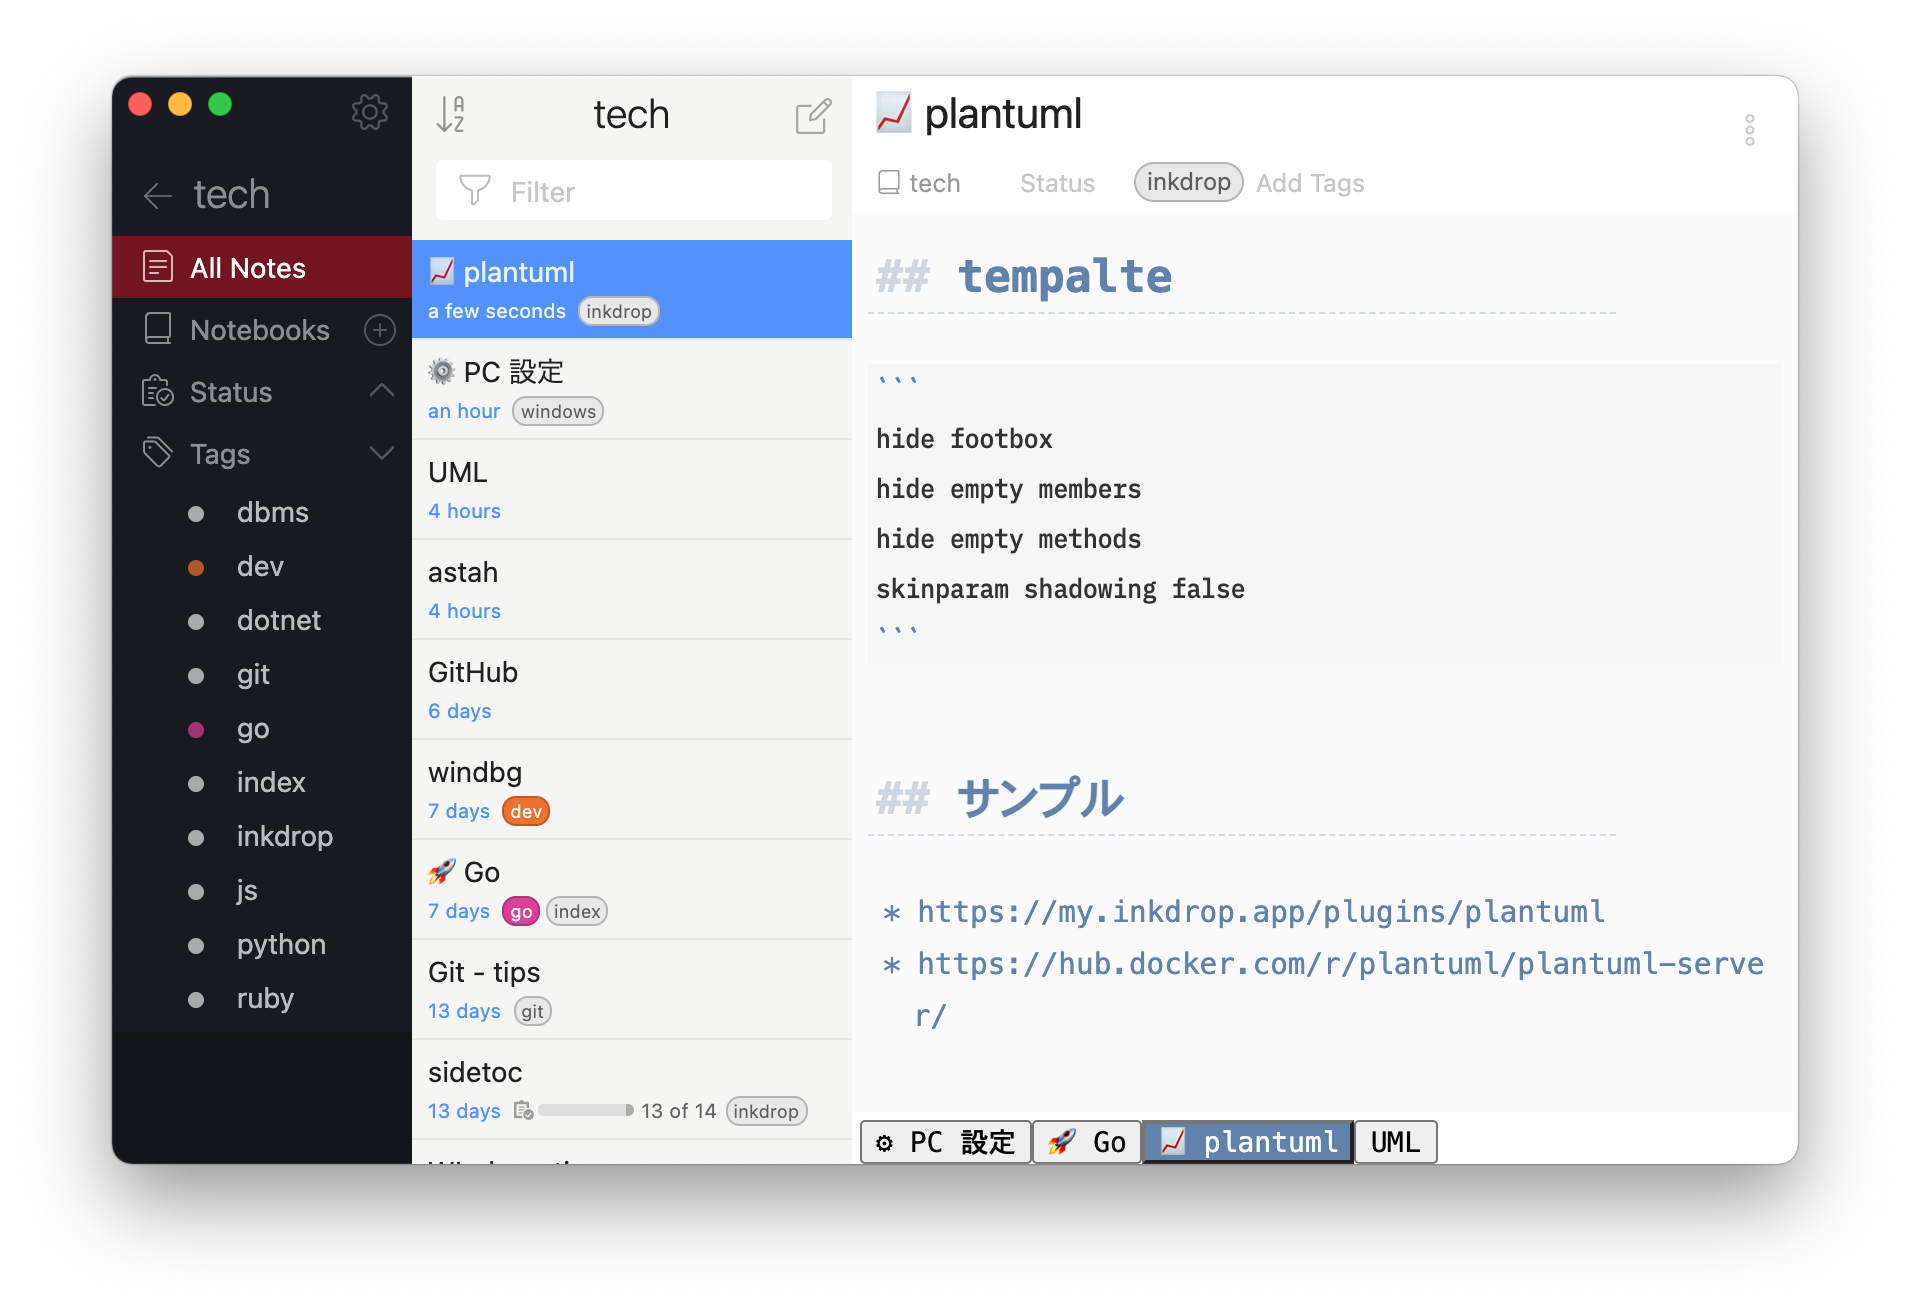 tech
All Notes
Notebooks
Status
Tags
dbms
dev
dotnet
git
go
index
inkdrop
js
python
ruby
tech
Filter
plantuml
a few seconds inkdrop
PC 設定
an hour windows
UML
4 hours
astah
4 hours
GitHub
6 days
windbg
7 days dev
Go
7 days go index
Git - tips
13 days git
sidetoc
13 days 13 of 14 inkdrop
plantuml
tech Status inkdrop Add Tags
## tempalte
```
hide footbox
hide empty members
hide empty methods
skinparam shadowing false
```
## サンプル
* https://my.inkdrop.app/plugins/plantuml
* https://hub.docker.com/r/plantuml/plantuml-serve
r/
PC 設定 Go plantuml UML